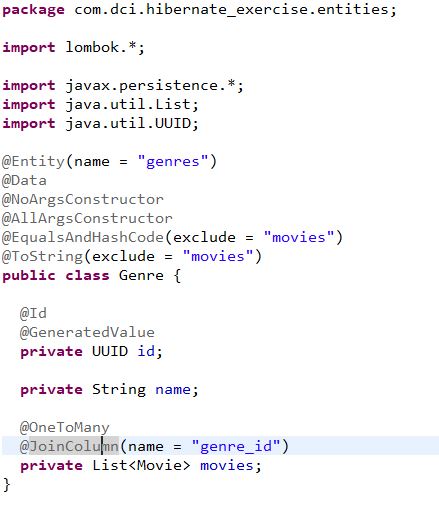 package com.dci.hibernate_exercise.entities;
import lombok.*;
import javax.persistence.*;
import java.util.List;
import java.util.UUID;
@Entity(name = "genres")
@Data
@NoArgsConstructor
@AllArgsConstructor
@EqualsAndHashCode(exclude = "movies")
@ToString(exclude = "movies")
public class Genre {
@Id
@GeneratedValue
private UUID id;
private String name;
@OneToMany
@JoinColumn(name = "genre_id")
private List<Movie> movies;
}